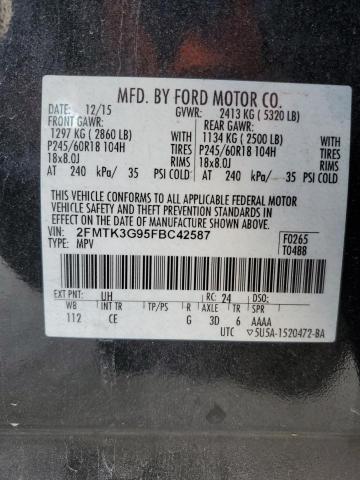 MFD. BY FORD MOTOR CO.
DATE: 12/15 GVWR: 2413 KG ( 5320 LB)
FRONT GAWR: REAR GAWR:
1297 KG ( 2860 LB) WITH 1134 KG ( 2500 LB) WITH
P245/60R18 104H TIRES P245/60R18 104H TIRES
18x8.0J RIMS 18x8.0J RIMS
AT 240 kPa/ 35 PSI COLD AT 240 kPa/ 35 PSI COLD
THIS VEHICLE CONFORMS TO ALL APPLICABLE FEDERAL MOTOR
VEHICLE SAFETY AND BUMPER STANDARDS IN EFFECT ON THE
DATE OF MANUFACTURE SHOWN ABOVE.
VIN: 2FMTK3G95FBC42587 F0265
TYPE: MPV T0488
EXT PNT: UH RC: 24 DSO:
WB INT TR TP/PS R AXLE TR SPR
112 CE G 3D 6 AAAA
UTC ▽5U5A-1520472-BA